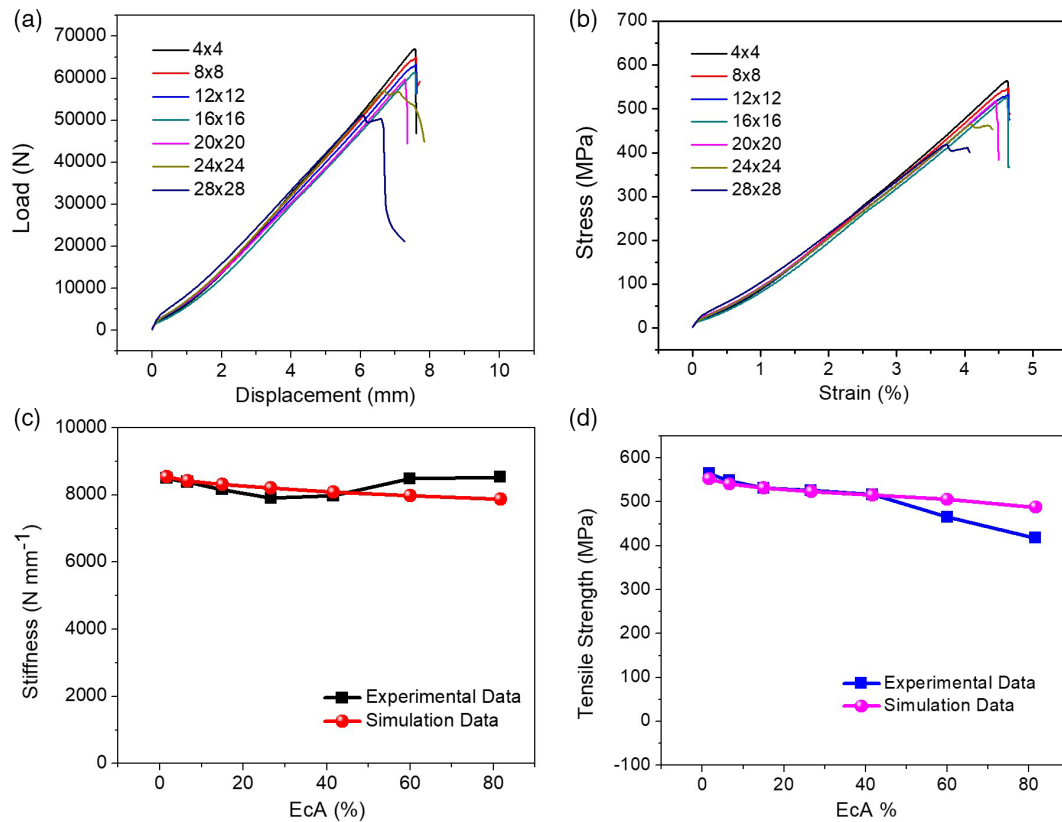 (a)
70000
60000
50000
40000
30000
20000
10000
0
Load (N)
4x4
8x8
12x12
16x16
20x20
24x24
28x28
0 2 4 6 8 10
Displacement (mm)
(b)
700
600
500
400
300
200
100
0
Stress (MPa)
4x4
8x8
12x12
16x16
20x20
24x24
28x28
0 1 2 3 4 5
Strain (%)
(c)
10000
8000
6000
4000
2000
0
Stiffness (N mm⁻¹)
Experimental Data
Simulation Data
0 20 40 60 80
EcA (%)
(d)
600
500
400
300
200
100
0
-100
Tensile Strength (MPa)
Experimental Data
Simulation Data
0 20 40 60 80
EcA %